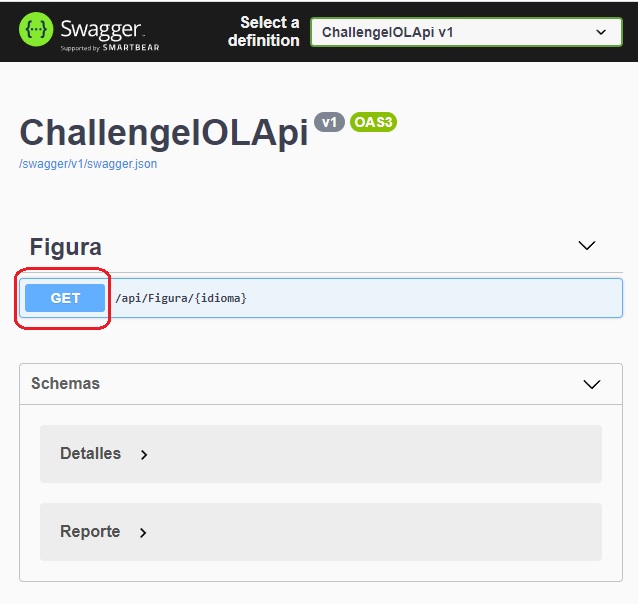 Swagger
Supported by SMARTBEAR
Select a
definition
ChallengeIOLApi v1
ChallengeIOLApi v1 OAS3
/swagger/v1/swagger.json
Figura
GET /api/Figura/{idioma}
Schemas
Detalles
Reporte